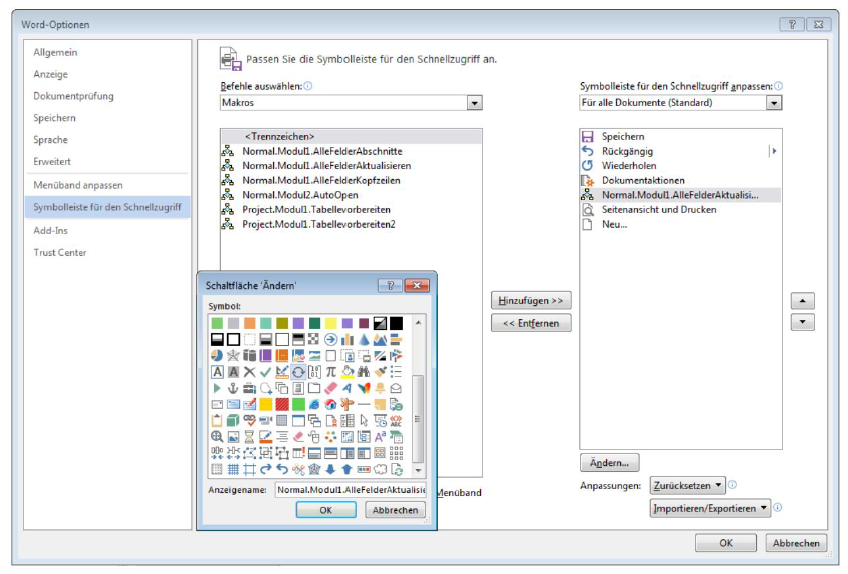 Word-Optionen
Allgemein
Anzeige
Dokumentprüfung
Speichern
Sprache
Erweitert
Menüband anpassen
Symbolleiste für den Schnellzugriff
Add-Ins
Trust Center
Passen Sie die Symbolleiste für den Schnellzugriff an.
Befehle auswählen:
Makros
<Trennzeichen>
Normal.Modul1.AlleFelderAbschnitte
Normal.Modul1.AlleFelderAktualisieren
Normal.Modul1.AlleFelderKopfzeilen
Normal.Modul2.AutoOpen
Project.Modul1.Tabellevorbereiten
Project.Modul1.Tabellevorbereiten2
Schaltfläche 'Ändern'
Symbol:
Anzeigename: Normal.Modul1.AlleFelderAktualisie
OK Abbrechen
Menüband
Hinzufügen >>
<< Entfernen
Symbolleiste für den Schnellzugriff anpassen:
Für alle Dokumente (Standard)
Speichern
Rückgängig
Wiederholen
Dokumentaktionen
Normal.Modul1.AlleFelderAktualisi...
Seitenansicht und Drucken
Neu...
Ändern...
Anpassungen: Zurücksetzen
Importieren/Exportieren
OK Abbrechen